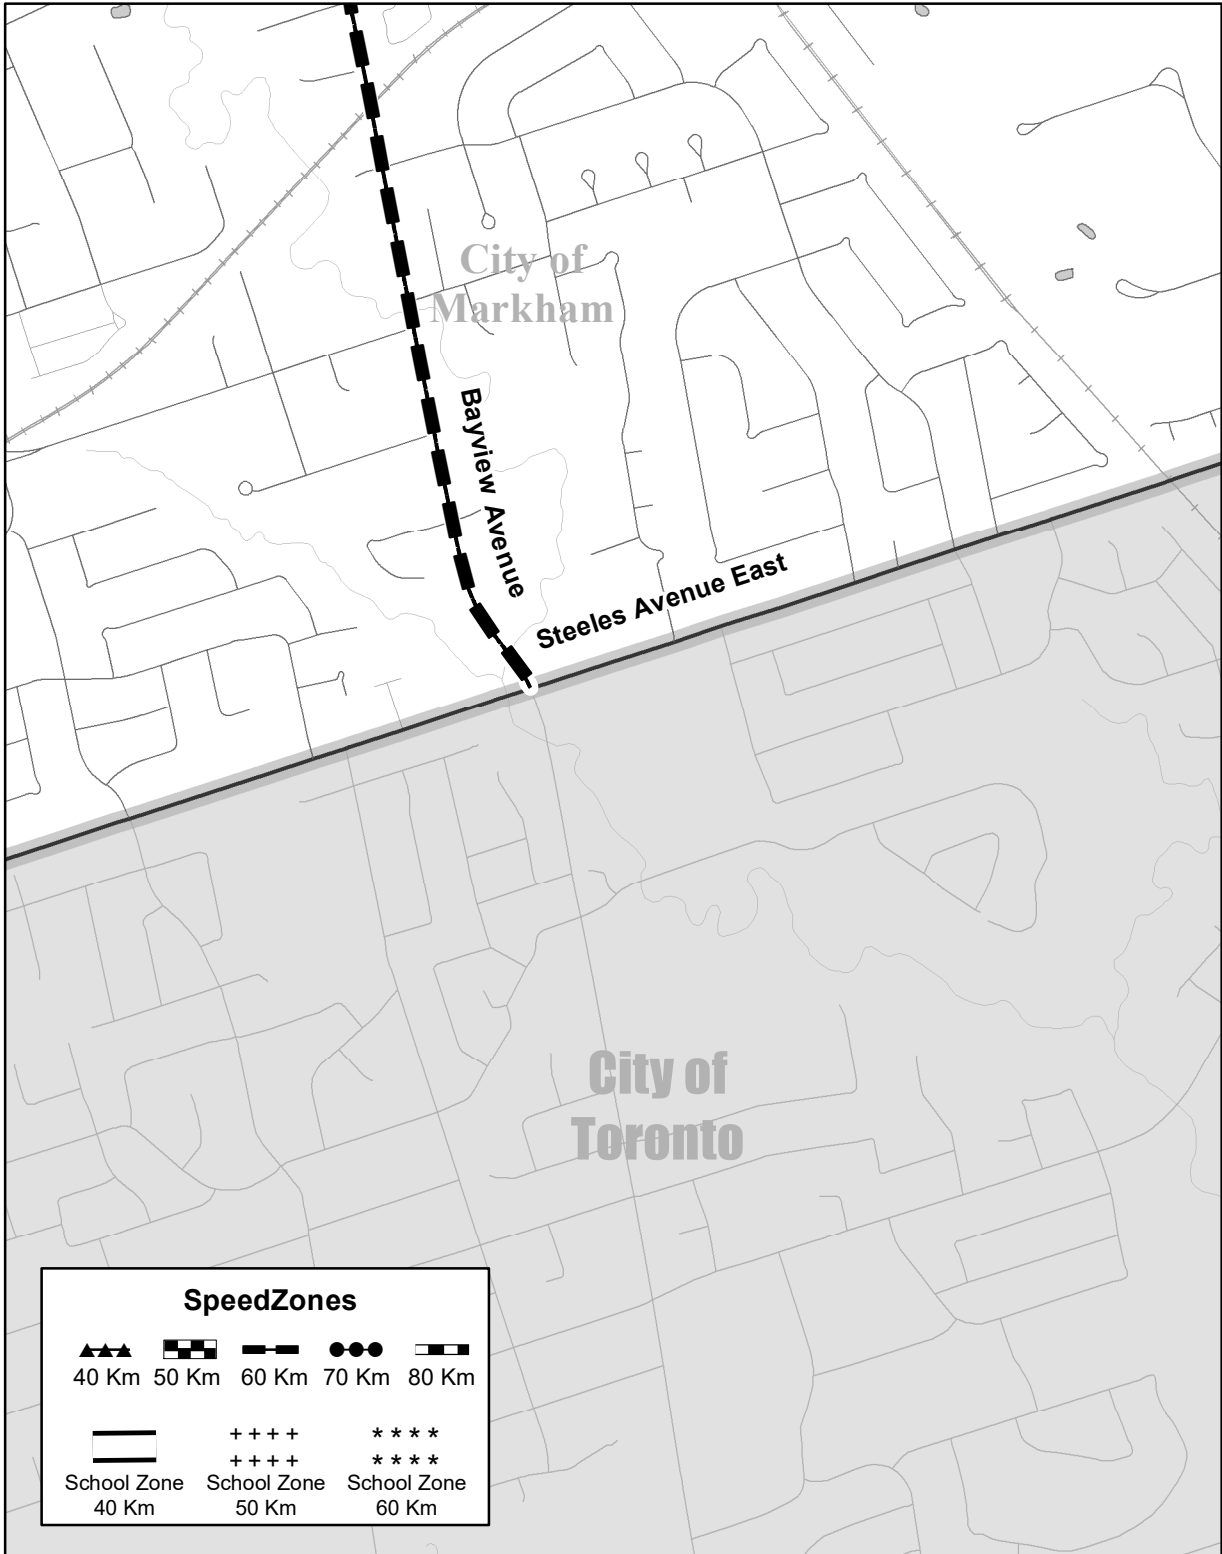 City of
Markham
Bayview Avenue
Steeles Avenue East
City of
Toronto
SpeedZones
40 Km 50 Km 60 Km 70 Km 80 Km
++++ ****
++++ ****
School Zone School Zone School Zone
40 Km 50 Km 60 Km